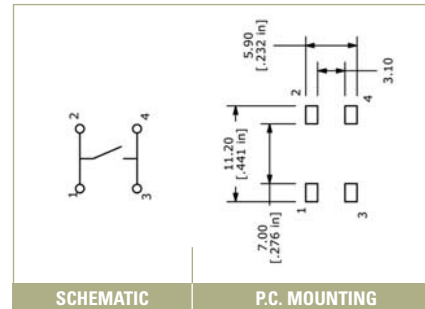 5.90
[.232 in]
3.10
2
4
2
4
11.20
[.441 in]
7.00
[.276 in]
1
3
1
3
SCHEMATIC
P.C. MOUNTING